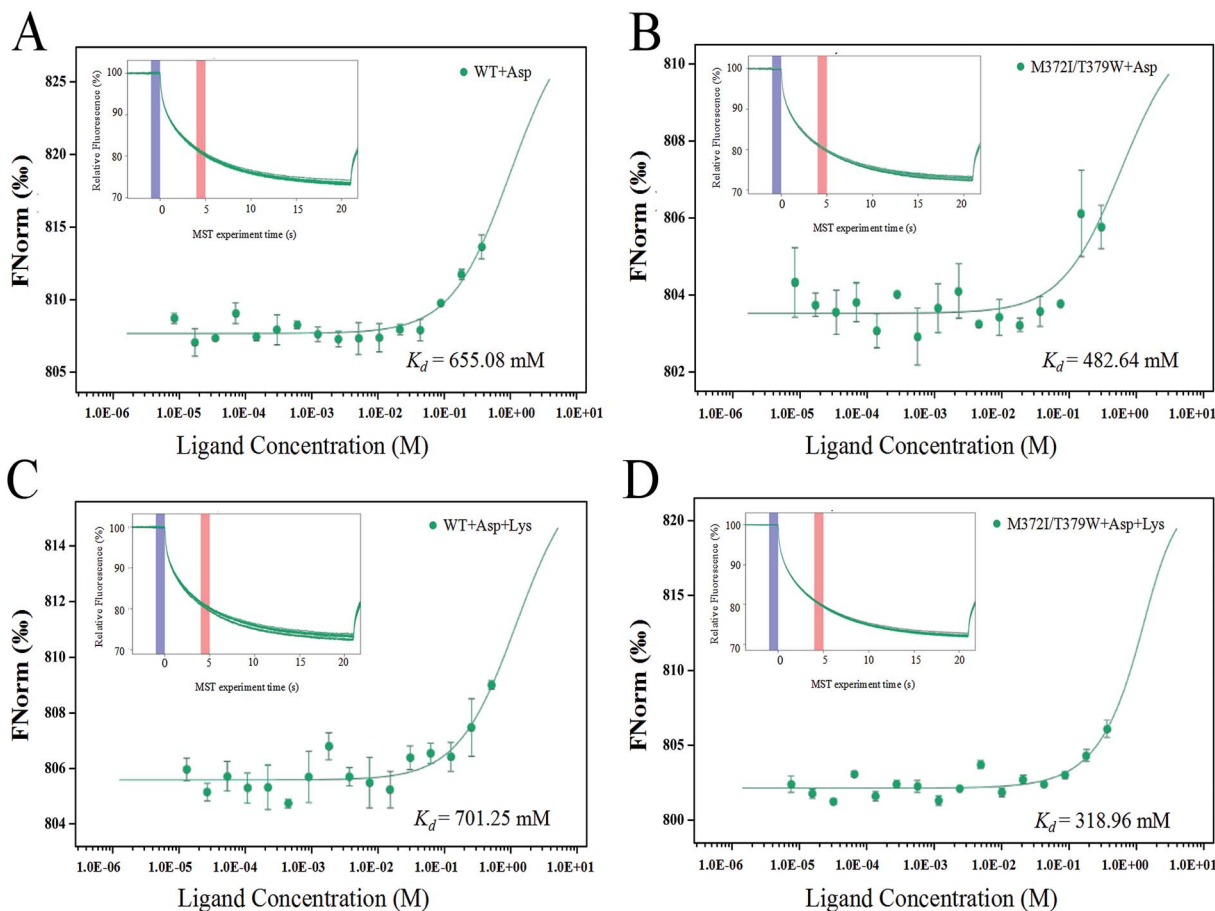 A
825
820
815
810
805
FNorm (‰)
100
90
80
70
Relative Fluorescence (%)
0 5 10 15 20
MST experiment time (s)
WT+Asp
K_d = 655.08 mM
1.0E-06 1.0E-05 1.0E-04 1.0E-03 1.0E-02 1.0E-01 1.0E+00 1.0E+01
Ligand Concentration (M)
B
810
808
806
804
802
FNorm (‰)
100
90
80
70
Relative Fluorescence (%)
0 5 10 15 20
MST experiment time (s)
M372I/T379W+Asp
K_d = 482.64 mM
1.0E-06 1.0E-05 1.0E-04 1.0E-03 1.0E-02 1.0E-01 1.0E+00 1.0E+01
Ligand Concentration (M)
C
814
812
810
808
806
804
FNorm (‰)
100
90
80
70
Relative Fluorescence (%)
0 5 10 15 20
MST experiment time (s)
WT+Asp+Lys
K_d = 701.25 mM
1.0E-06 1.0E-05 1.0E-04 1.0E-03 1.0E-02 1.0E-01 1.0E+00 1.0E+01
Ligand Concentration (M)
D
820
815
810
805
800
FNorm (‰)
100
90
80
70
Relative Fluorescence (%)
0 5 10 15 20
MST experiment time (s)
M372I/T379W+Asp+Lys
K_d = 318.96 mM
1.0E-06 1.0E-05 1.0E-04 1.0E-03 1.0E-02 1.0E-01 1.0E+00 1.0E+01
Ligand Concentration (M)